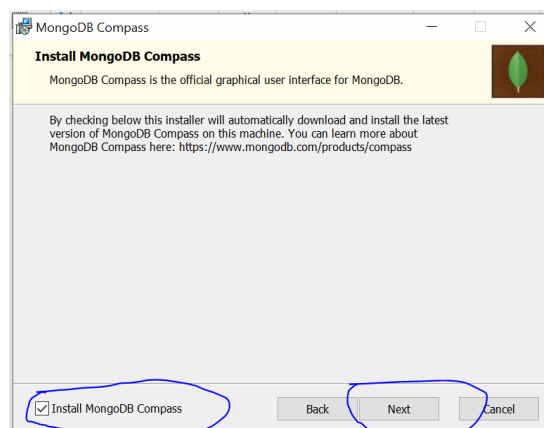 MongoDB Compass
Install MongoDB Compass
MongoDB Compass is the official graphical user interface for MongoDB.
By checking below this installer will automatically download and install the latest
version of MongoDB Compass on this machine. You can learn more about
MongoDB Compass here: https://www.mongodb.com/products/compass
Install MongoDB Compass
Back
Next
Cancel